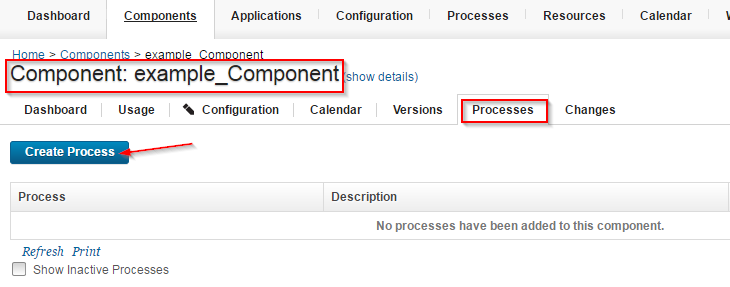 Dashboard Components Applications Configuration Processes Resources Calendar
Home > Components > example_Component
Component: example_Component (show details)
Dashboard Usage Configuration Calendar Versions Processes Changes
Create Process
Process Description
No processes have been added to this component.
Refresh Print
Show Inactive Processes